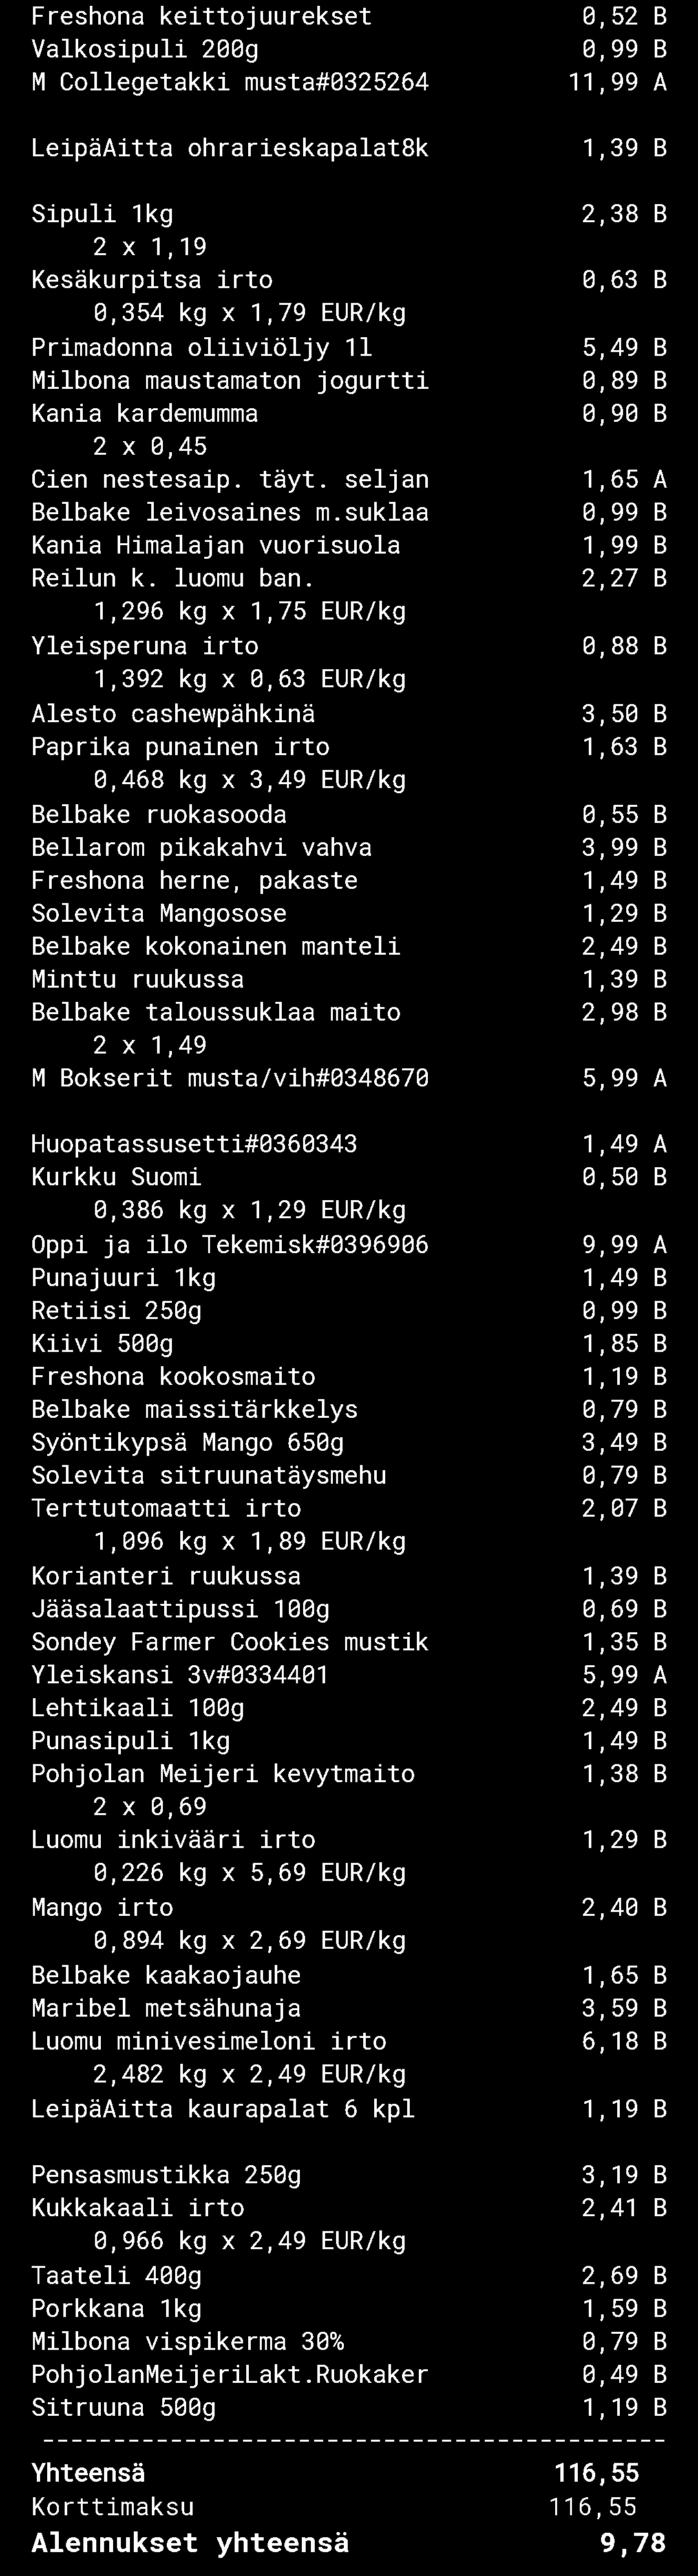 Freshona keittojuurekset 0,52 B
Valkosipuli 200g 0,99 B
M Collegetakki musta#0325264 11,99 A
LeipäAitta ohrarieskapalat8k 1,39 B
Sipuli 1kg 2,38 B
2 x 1,19
Kesäkurpitsa irto 0,63 B
0,354 kg x 1,79 EUR/kg
Primadonna oliiviöljy 1l 5,49 B
Milbona maustamaton jogurtti 0,89 B
Kania kardemumma 0,90 B
2 x 0,45
Cien nestesaip. täyt. seljan 1,65 A
Belbake leivosaines m.suklaa 0,99 B
Kania Himalajan vuorisuola 1,99 B
Reilun k. luomu ban. 2,27 B
1,296 kg x 1,75 EUR/kg
Yleisperuna irto 0,88 B
1,392 kg x 0,63 EUR/kg
Alesto cashewpähkinä 3,50 B
Paprika punainen irto 1,63 B
0,468 kg x 3,49 EUR/kg
Belbake ruokasooda 0,55 B
Bellarom pikakahvi vahva 3,99 B
Freshona herne, pakaste 1,49 B
Solevita Mangosose 1,29 B
Belbake kokonainen manteli 2,49 B
Minttu ruukussa 1,39 B
Belbake taloussuklaa maito 2,98 B
2 x 1,49
M Bokserit musta/vih#0348670 5,99 A
Huopatassusetti#0360343 1,49 A
Kurkku Suomi 0,50 B
0,386 kg x 1,29 EUR/kg
Oppi ja ilo Tekemisk#0396906 9,99 A
Punajuuri 1kg 1,49 B
Retiisi 250g 0,99 B
Kiivi 500g 1,85 B
Freshona kookosmaito 1,19 B
Belbake maissitärkkelys 0,79 B
Syöntikypsä Mango 650g 3,49 B
Solevita sitruunatäysmehu 0,79 B
Terttutomaatti irto 2,07 B
1,096 kg x 1,89 EUR/kg
Korianteri ruukussa 1,39 B
Jääsalaattipussi 100g 0,69 B
Sondey Farmer Cookies mustik 1,35 B
Yleiskansi 3v#0334401 5,99 A
Lehtikaali 100g 2,49 B
Punasipuli 1kg 1,49 B
Pohjolan Meijeri kevytmaito 1,38 B
2 x 0,69
Luomu inkivääri irto 1,29 B
0,226 kg x 5,69 EUR/kg
Mango irto 2,40 B
0,894 kg x 2,69 EUR/kg
Belbake kaakaojauhe 1,65 B
Maribel metsähunaja 3,59 B
Luomu minivesimeloni irto 6,18 B
2,482 kg x 2,49 EUR/kg
LeipäAitta kaurapalat 6 kpl 1,19 B
Pensasmustikka 250g 3,19 B
Kukkakaali irto 2,41 B
0,966 kg x 2,49 EUR/kg
Taateli 400g 2,69 B
Porkkana 1kg 1,59 B
Milbona vispikerma 30% 0,79 B
PohjolanMeijeriLakt.Ruokaker 0,49 B
Sitruuna 500g 1,19 B
--------------------------------------------
Yhteensä 116,55
Korttimaksu 116,55
Alennukset yhteensä 9,78